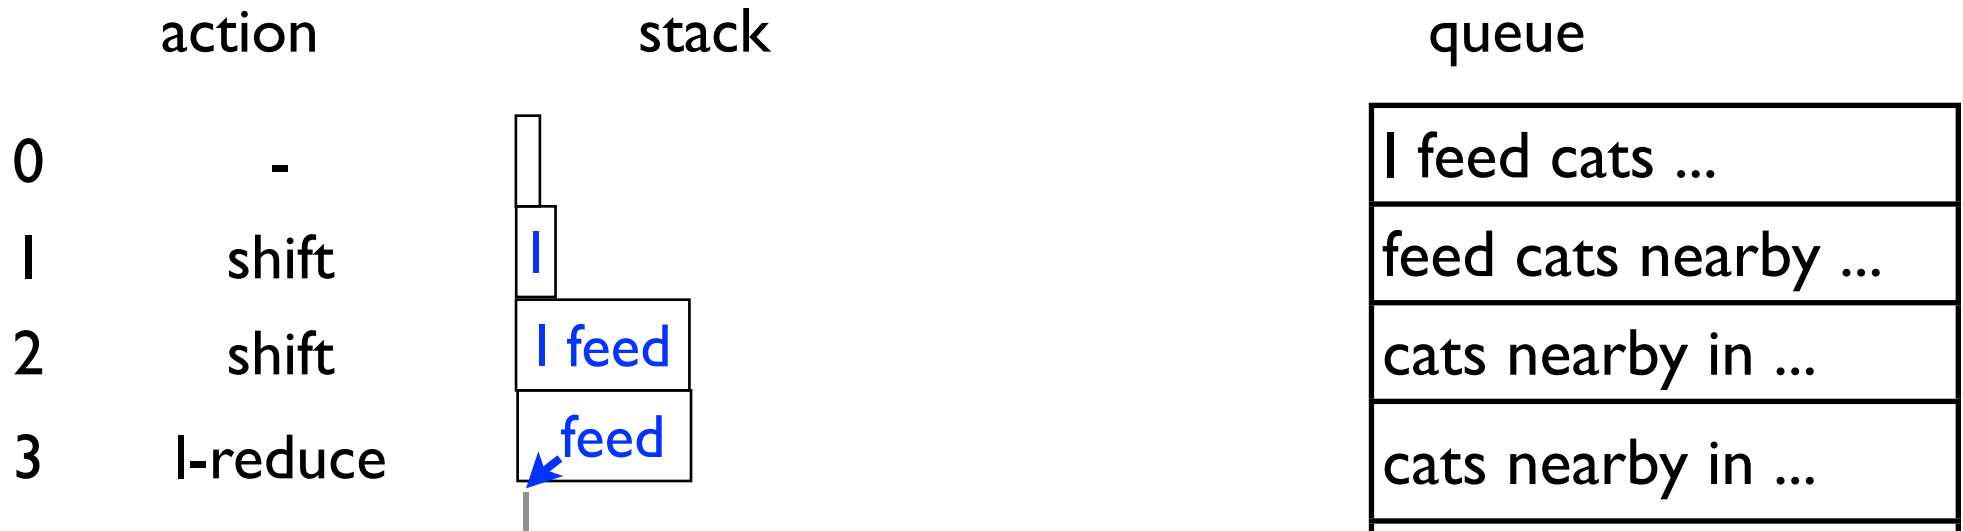 action stack queue
0 - I feed cats ...
1 shift I feed cats nearby ...
2 shift I feed cats nearby in ...
3 l-reduce feed cats nearby in ...
I